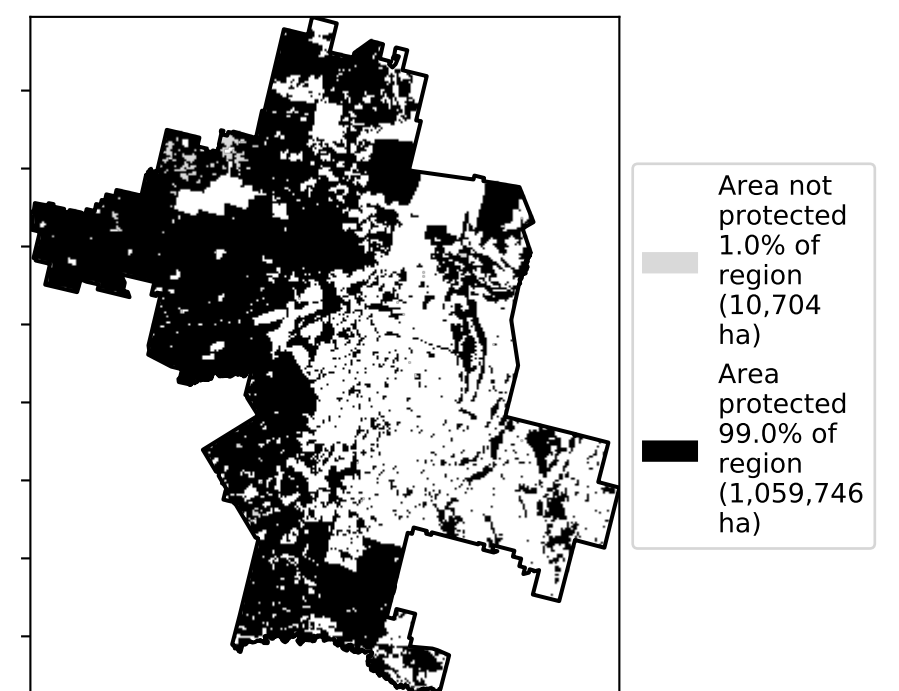 Area not
protected
1.0% of
region
(10,704
ha)
Area
protected
99.0% of
region
(1,059,746
ha)